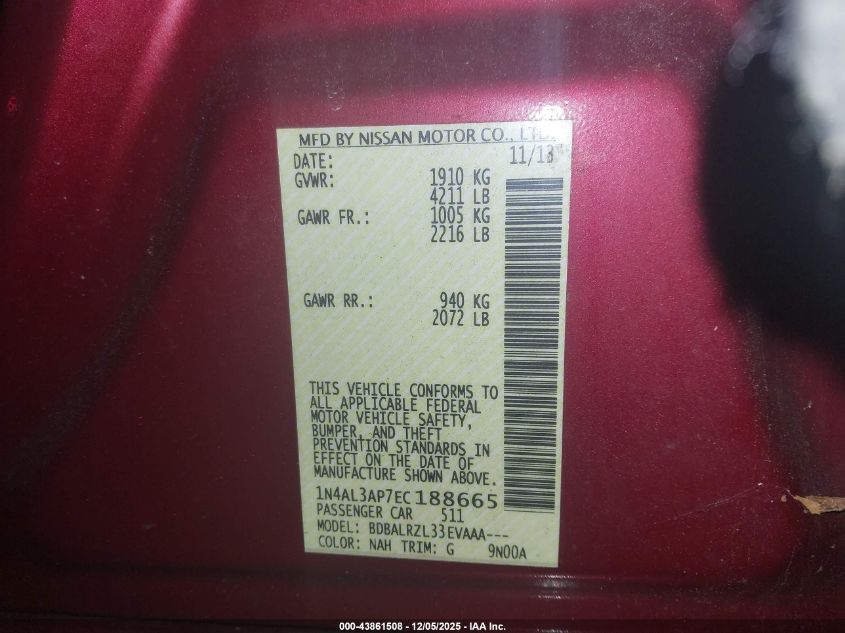 MFD BY NISSAN MOTOR CO., LTD.
DATE: 11/13
GVWR: 1910 KG
4211 LB
GAWR FR.: 1005 KG
2216 LB
GAWR RR.: 940 KG
2072 LB
THIS VEHICLE CONFORMS TO
ALL APPLICABLE FEDERAL
MOTOR VEHICLE SAFETY,
BUMPER, AND THEFT
PREVENTION STANDARDS IN
EFFECT ON THE DATE OF
MANUFACTURE SHOWN ABOVE.
1N4AL3AP7EC188665
PASSENGER CAR 511
MODEL: BDBALRZL33EVAAA---
COLOR: NAH TRIM: G 9N00A
000-43861508 - 12/05/2025 - IAA Inc.